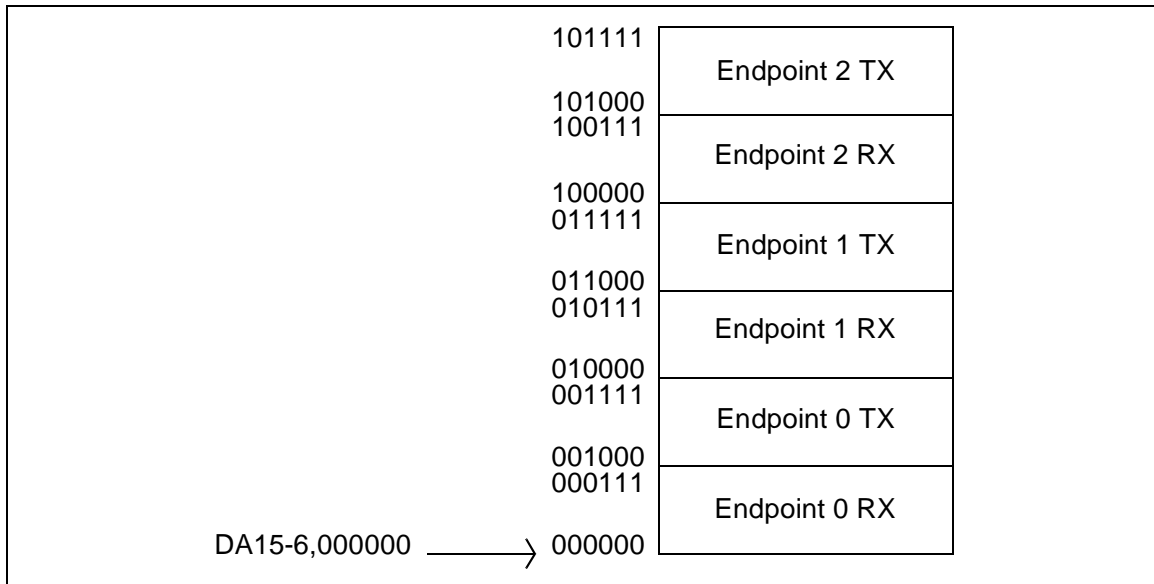 101111
Endpoint 2 TX
101000
100111
Endpoint 2 RX
100000
011111
Endpoint 1 TX
011000
010111
Endpoint 1 RX
010000
001111
Endpoint 0 TX
001000
000111
Endpoint 0 RX
DA15-6,000000 000000